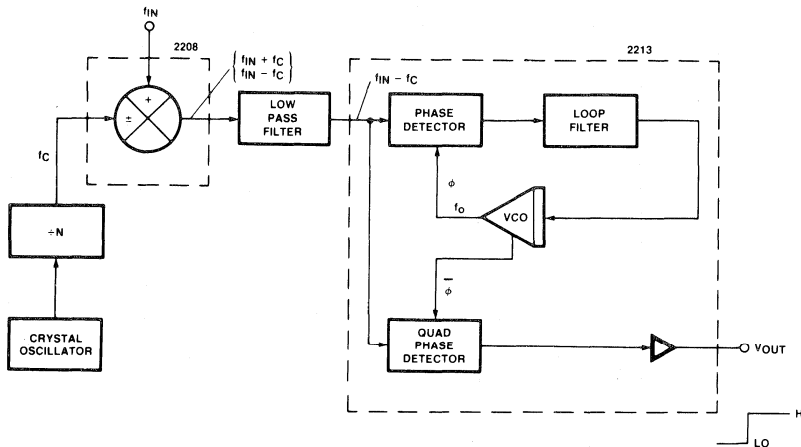 fIN
2208
2213
+
±
{ fIN + fC
fIN − fC }
fIN − fC
LOW
PASS
FILTER
PHASE
DETECTOR
LOOP
FILTER
fC
φ
fO
VCO
÷N
φ̅
CRYSTAL
OSCILLATOR
QUAD
PHASE
DETECTOR
VOUT
H
LO